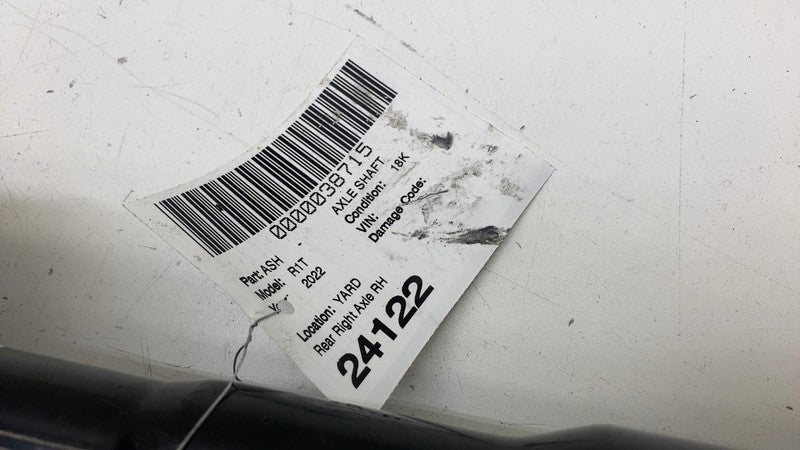 0000038715
Part: ASH AXLE SHAFT
Model: R1T Condition: 18K
2022 VIN:
Damage Code:
Location: YARD
Rear Right Axle RH
24122